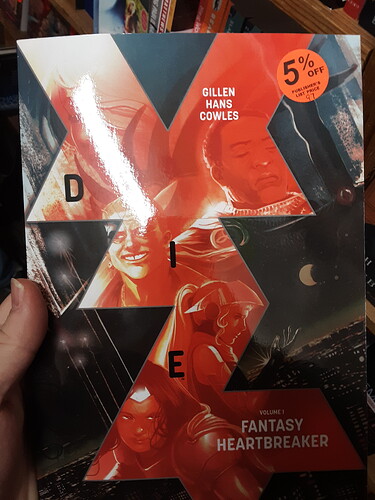 GILLEN
HANS
COWLES
5%
OFF
PUBLISHER'S
LIST PRICE
D
I
E
VOLUME 1
FANTASY
HEARTBREAKER